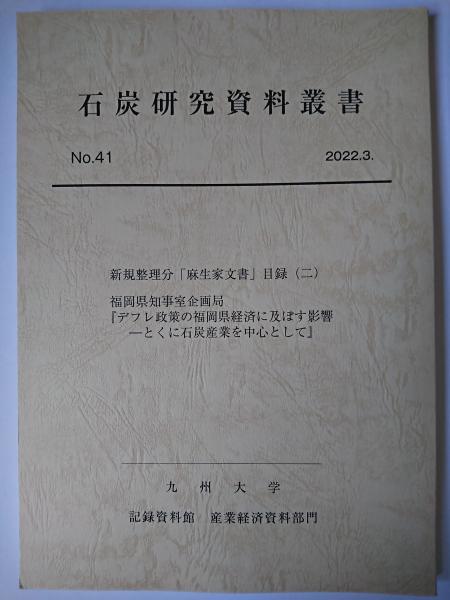 石炭研究資料叢書
No.41 2022.3.
新規整理分「麻生家文書」目録（二）
福岡県知事室企画局
『デフレ政策の福岡県経済に及ぼす影響
―とくに石炭産業を中心として』
九州大学
記録資料館 産業経済資料部門